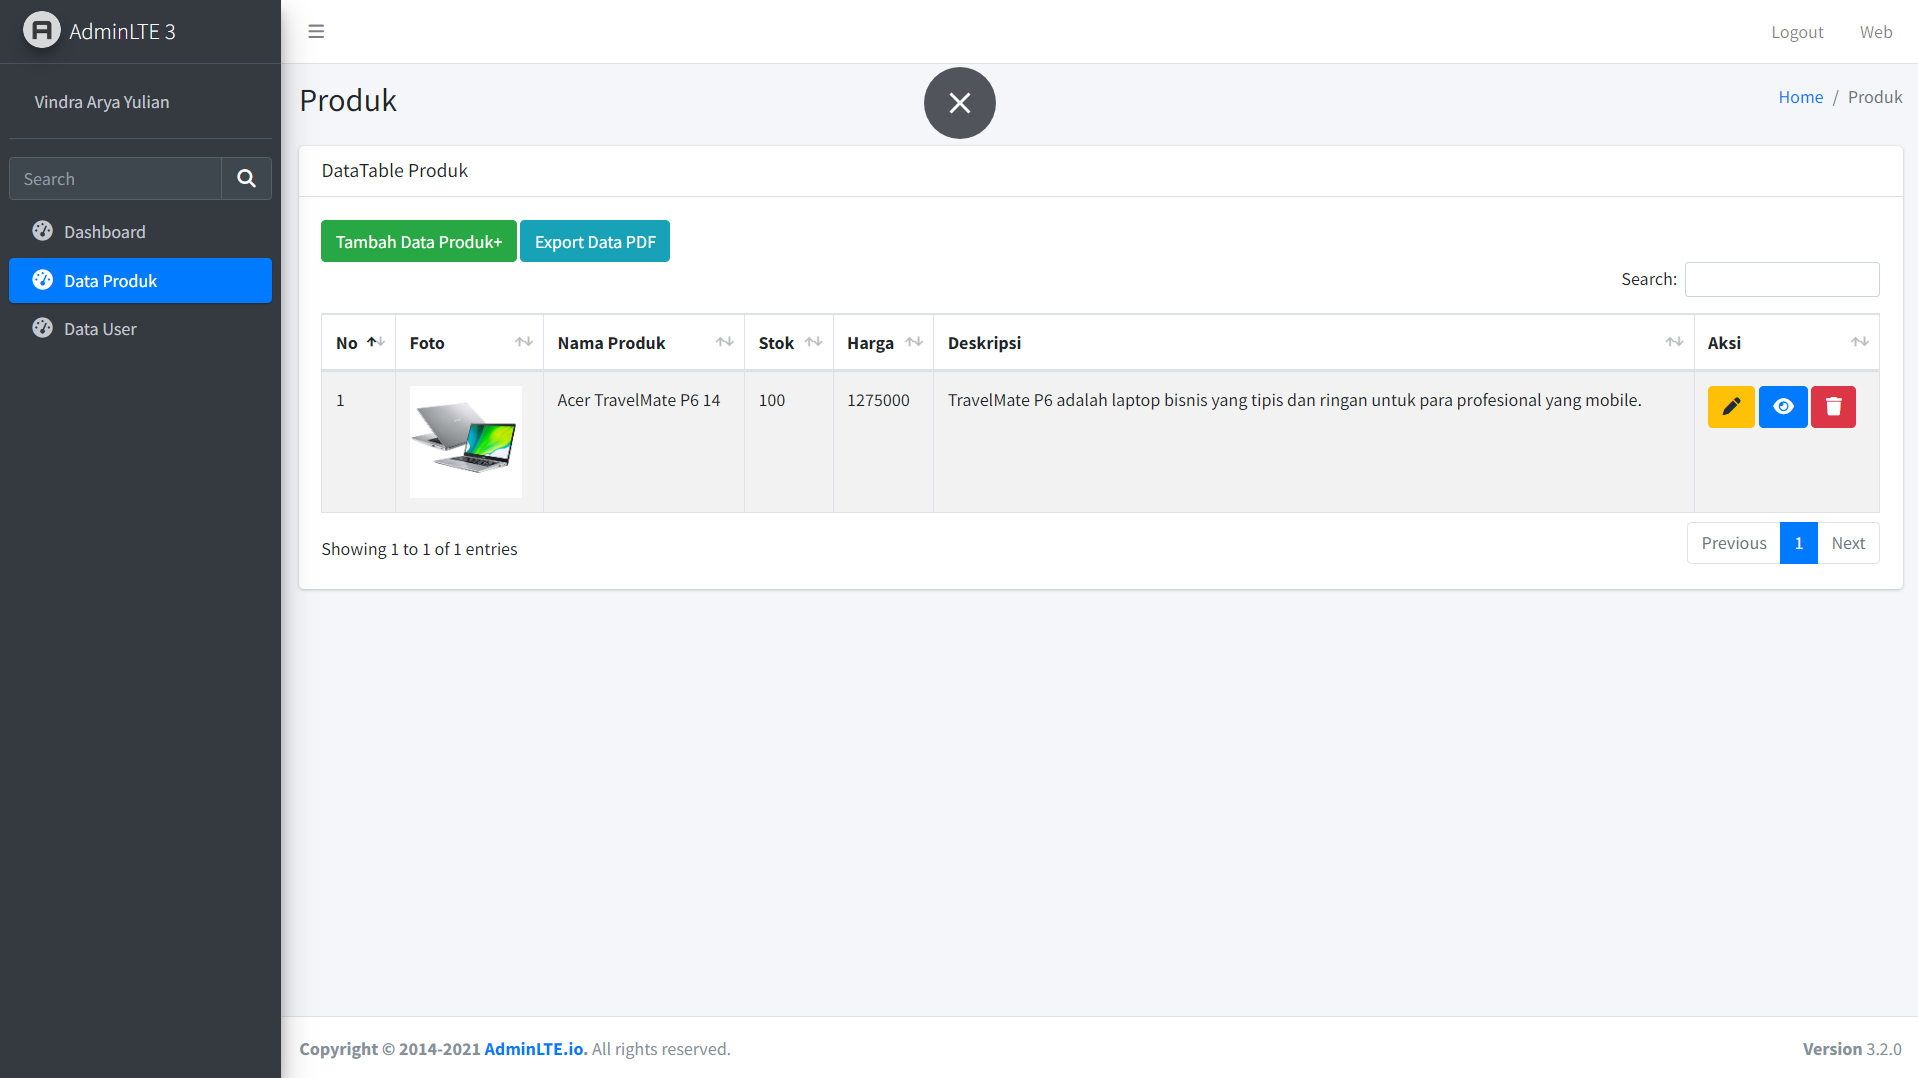 AdminLTE 3
Logout
Web
Vindra Arya Yulian
Produk
Home / Produk
Search
Dashboard
Data Produk
Data User
DataTable Produk
Tambah Data Produk+
Export Data PDF
Search:
No
Foto
Nama Produk
Stok
Harga
Deskripsi
Aksi
1
Acer TravelMate P6 14
100
1275000
TravelMate P6 adalah laptop bisnis yang tipis dan ringan untuk para profesional yang mobile.
Showing 1 to 1 of 1 entries
Previous
1
Next
Copyright © 2014-2021 AdminLTE.io. All rights reserved.
Version 3.2.0